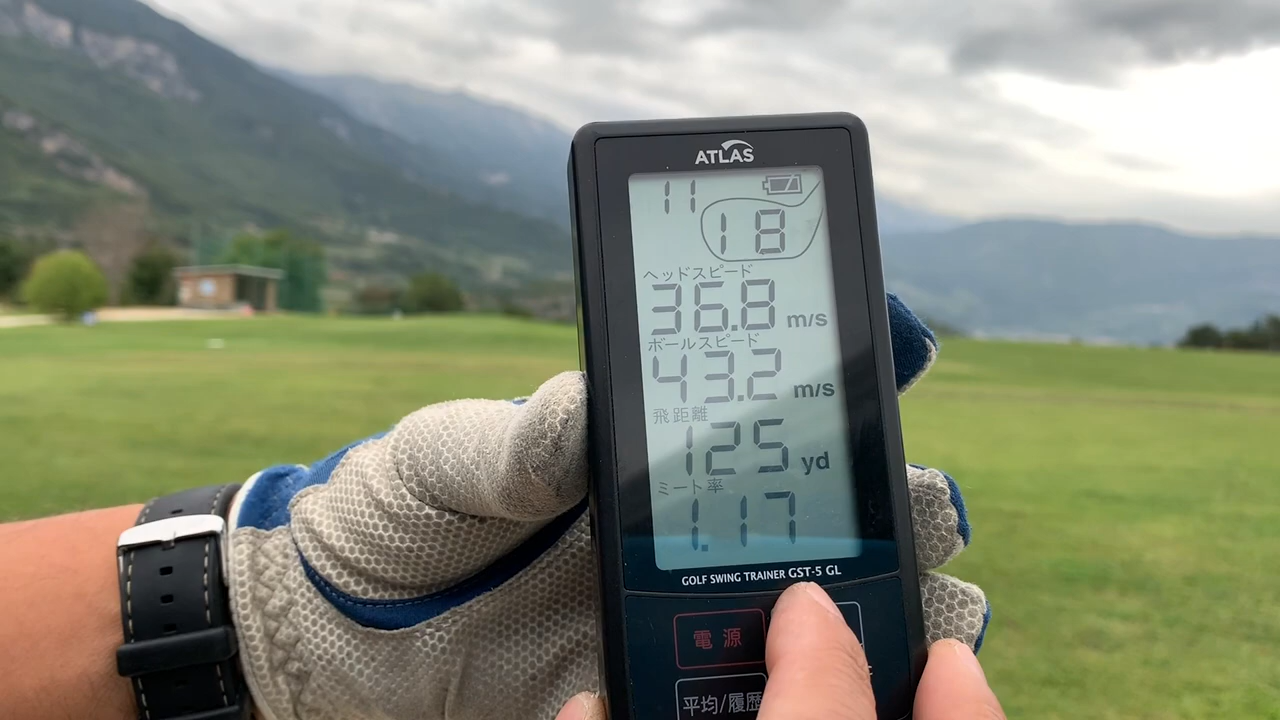 ATLAS
11
18
ヘッドスピード
36.8 m/s
ボールスピード
43.2 m/s
飛距離
125 yd
ミート率
1.17
GOLF SWING TRAINER GST-5 GL
電源
平均/履歴